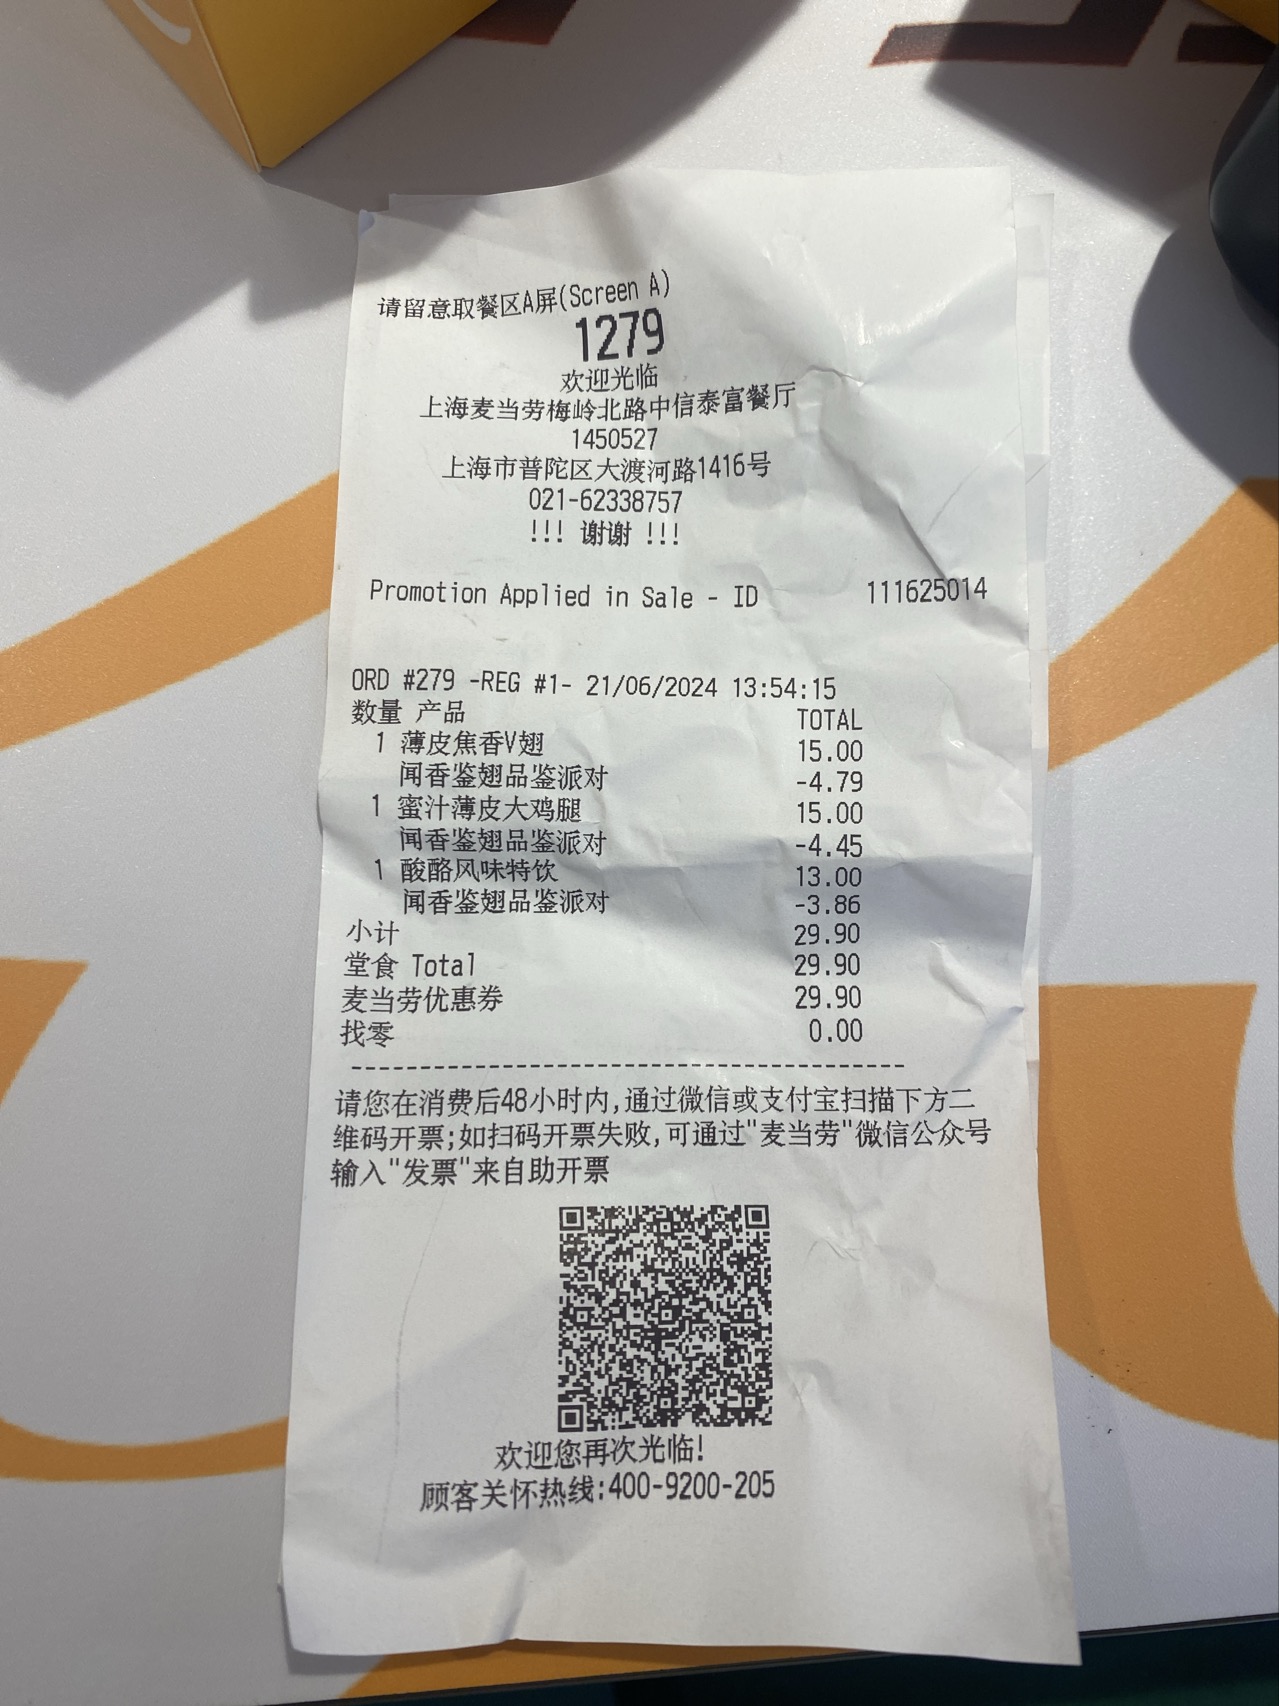 请留意取餐区A屏(Screen A)
1279
欢迎光临
上海麦当劳梅岭北路中信泰富餐厅
1450527
上海市普陀区大渡河路1416号
021-62338757
!!! 谢谢 !!!
Promotion Applied in Sale - ID 111625014
ORD #279 -REG #1- 21/06/2024 13:54:15
数量 产品 TOTAL
1 薄皮焦香V翅 15.00
闻香鉴翅品鉴派对 -4.79
1 蜜汁薄皮大鸡腿 15.00
闻香鉴翅品鉴派对 -4.45
1 酸酪风味特饮 13.00
闻香鉴翅品鉴派对 -3.86
小计 29.90
堂食 Total 29.90
麦当劳优惠券 29.90
找零 0.00
----------------------------------------
请您在消费后48小时内,通过微信或支付宝扫描下方二
维码开票;如扫码开票失败,可通过"麦当劳"微信公众号
输入"发票"来自助开票
欢迎您再次光临!
顾客关怀热线:400-9200-205